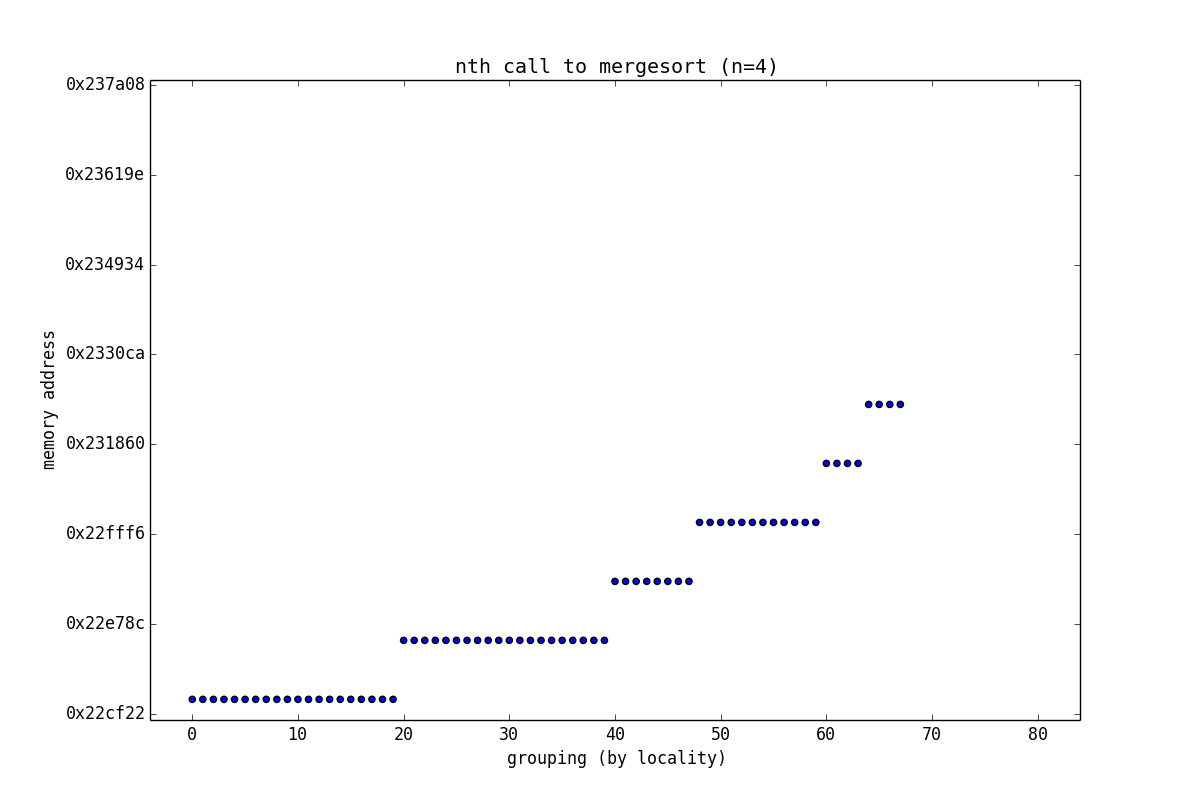 nth call to mergesort (n=4)
0x237a08
0x23619e
0x234934
0x2330ca
0x231860
0x22fff6
0x22e78c
0x22cf22
memory address
0 10 20 30 40 50 60 70 80
grouping (by locality)